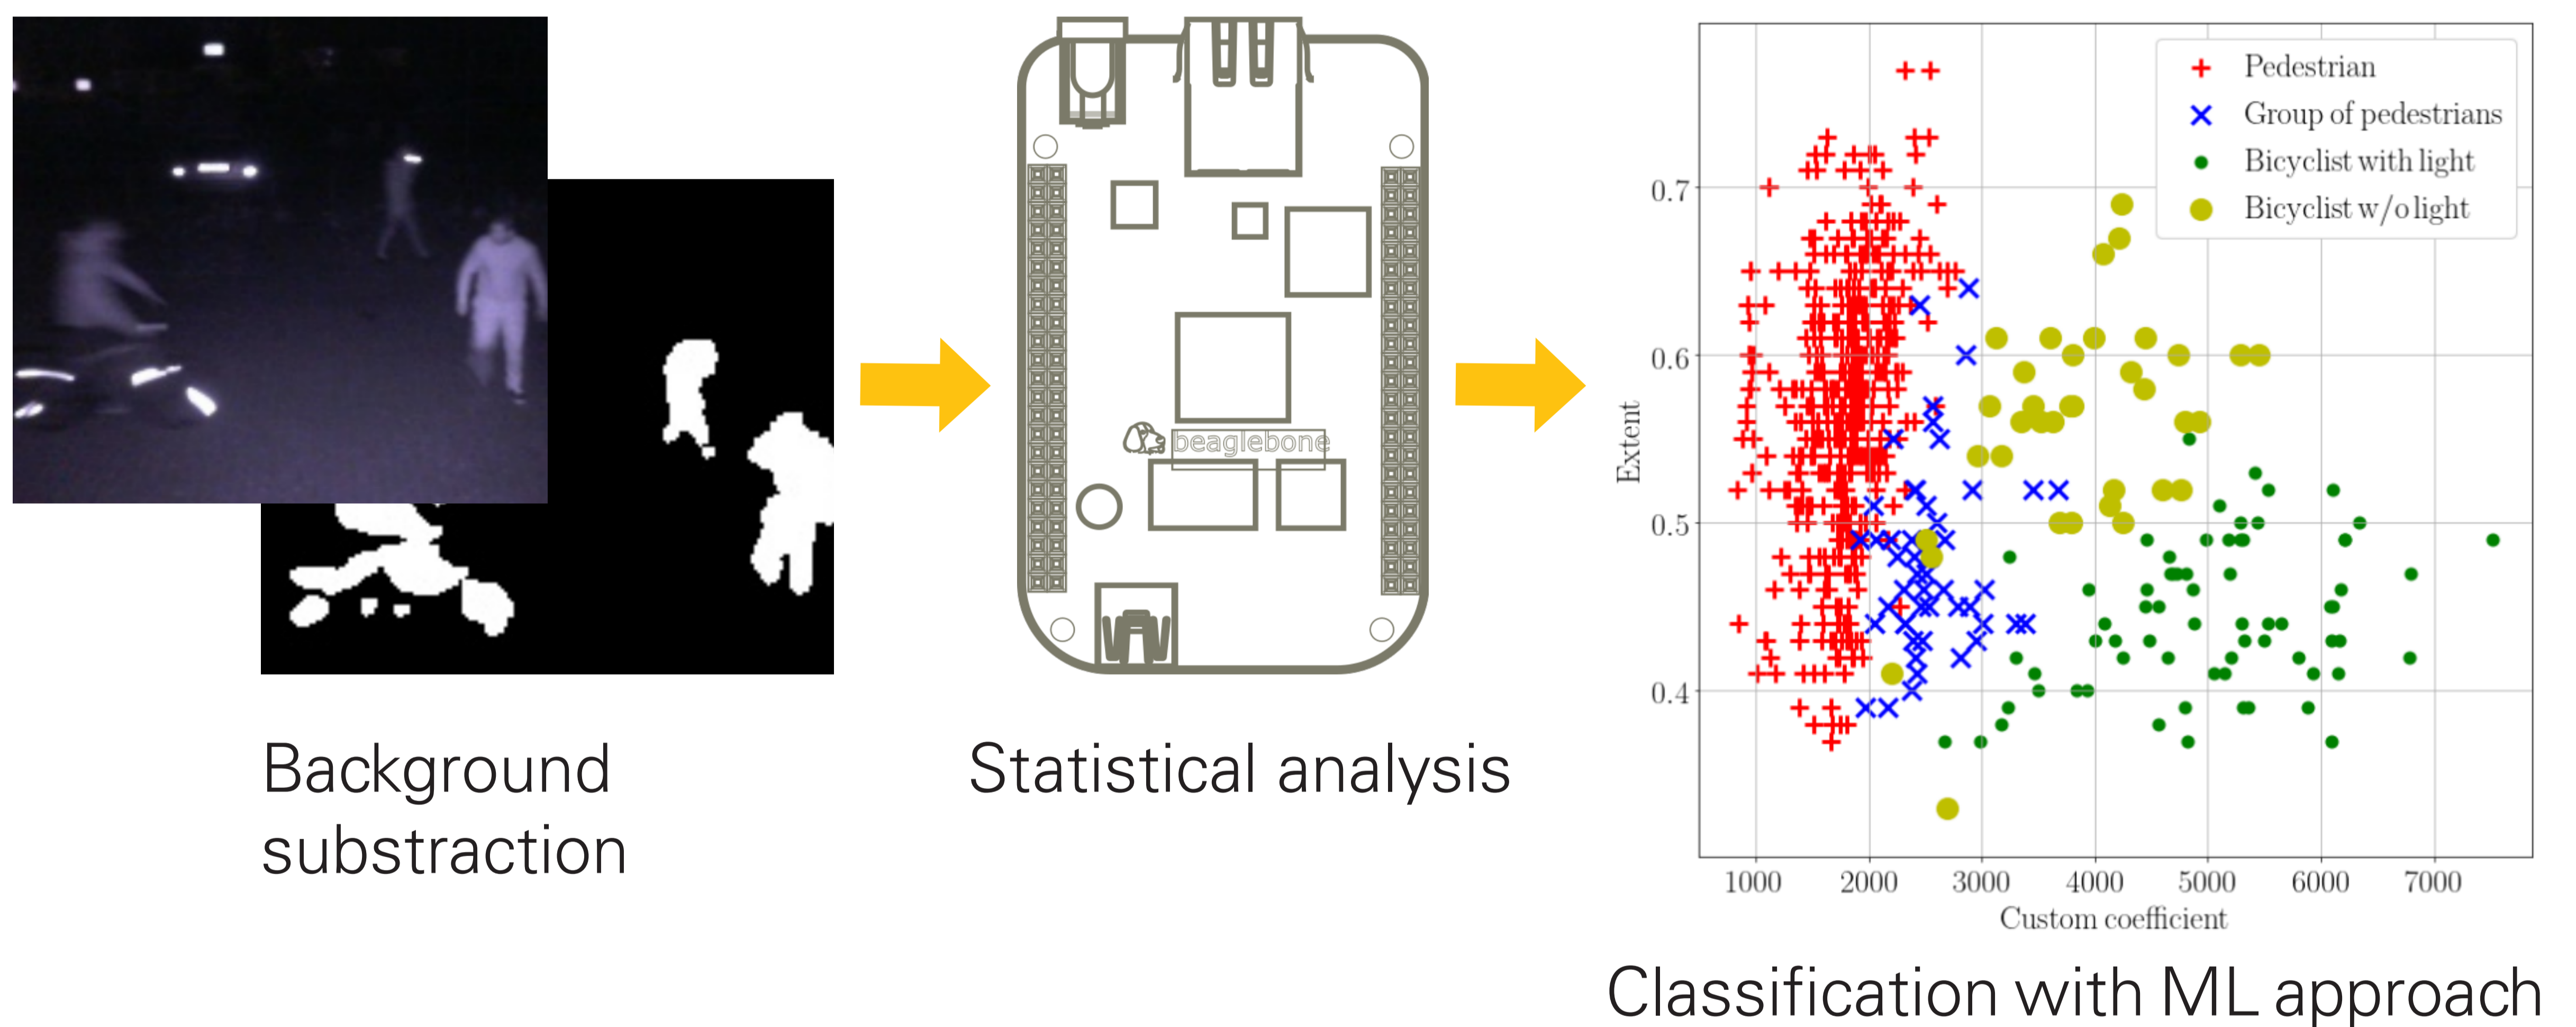 beaglebone
Background
substraction
Statistical analysis
Pedestrian
Group of pedestrians
Bicyclist with light
Bicyclist w/o light
Extent
0.7
0.6
0.5
0.4
1000 2000 3000 4000 5000 6000 7000
Custom coefficient
Classification with ML approach